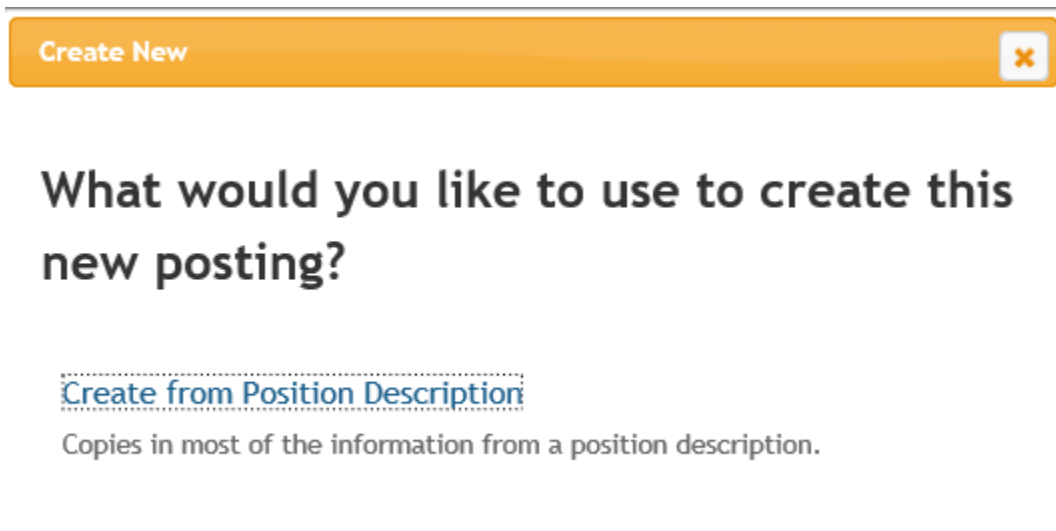 Create New
What would you like to use to create this
new posting?
Create from Position Description
Copies in most of the information from a position description.